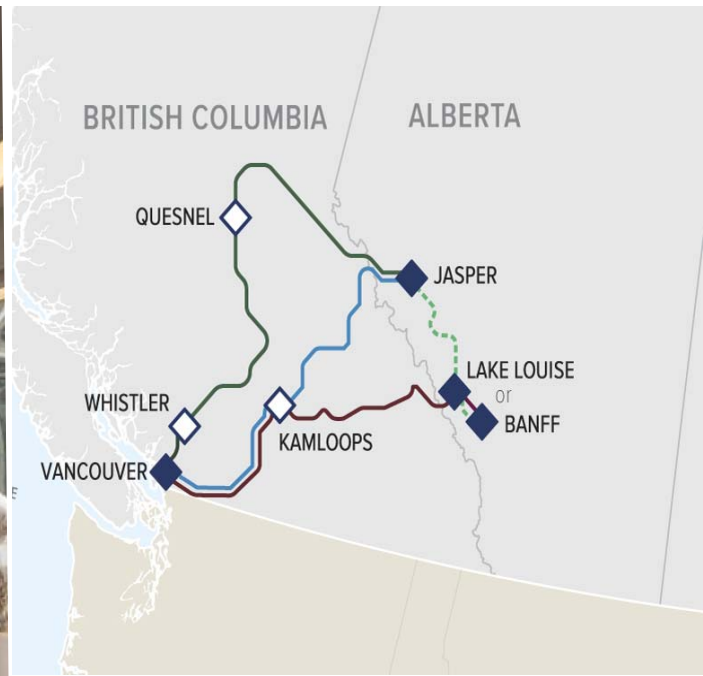 BRITISH COLUMBIA
ALBERTA
QUESNEL
JASPER
LAKE LOUISE
or
BANFF
WHISTLER
KAMLOOPS
VANCOUVER